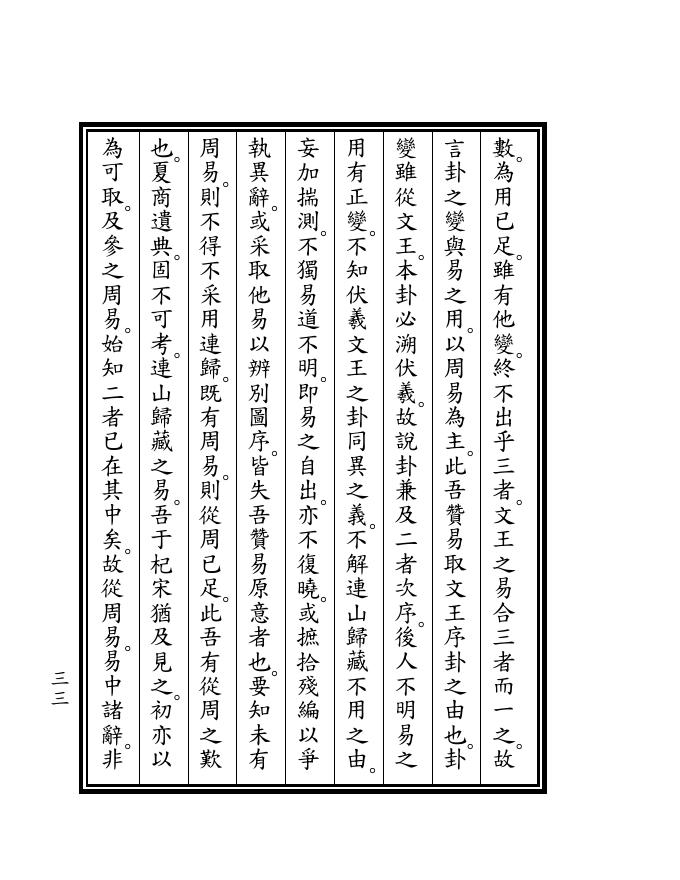 數。為用已足。雖有他變。終不出乎三者。文王之易合三者而一之。故
言卦之變與易之用。以周易為主。此吾贊易取文王序卦之由也。卦
變雖從文王。本卦必溯伏羲。故說卦兼及二者次序。後人不明易之
用有正變。不知伏羲文王之卦同異之義。不解連山歸藏不用之由。
妄加揣測。不獨易道不明。即易之自出。亦不復曉。或摭拾殘編以爭
執異辭。或采取他易以辨別圖序。皆失吾贊易原意者也。要知未有
周易。則不得不采用連歸。既有周易。則從周已足。此吾有從周之歎
也。夏商遺典。固不可考。連山歸藏之易。吾于杞宋猶及見之。初亦以
為可取。及參之周易。始知二者已在其中矣。故從周易。易中諸辭。非
三三